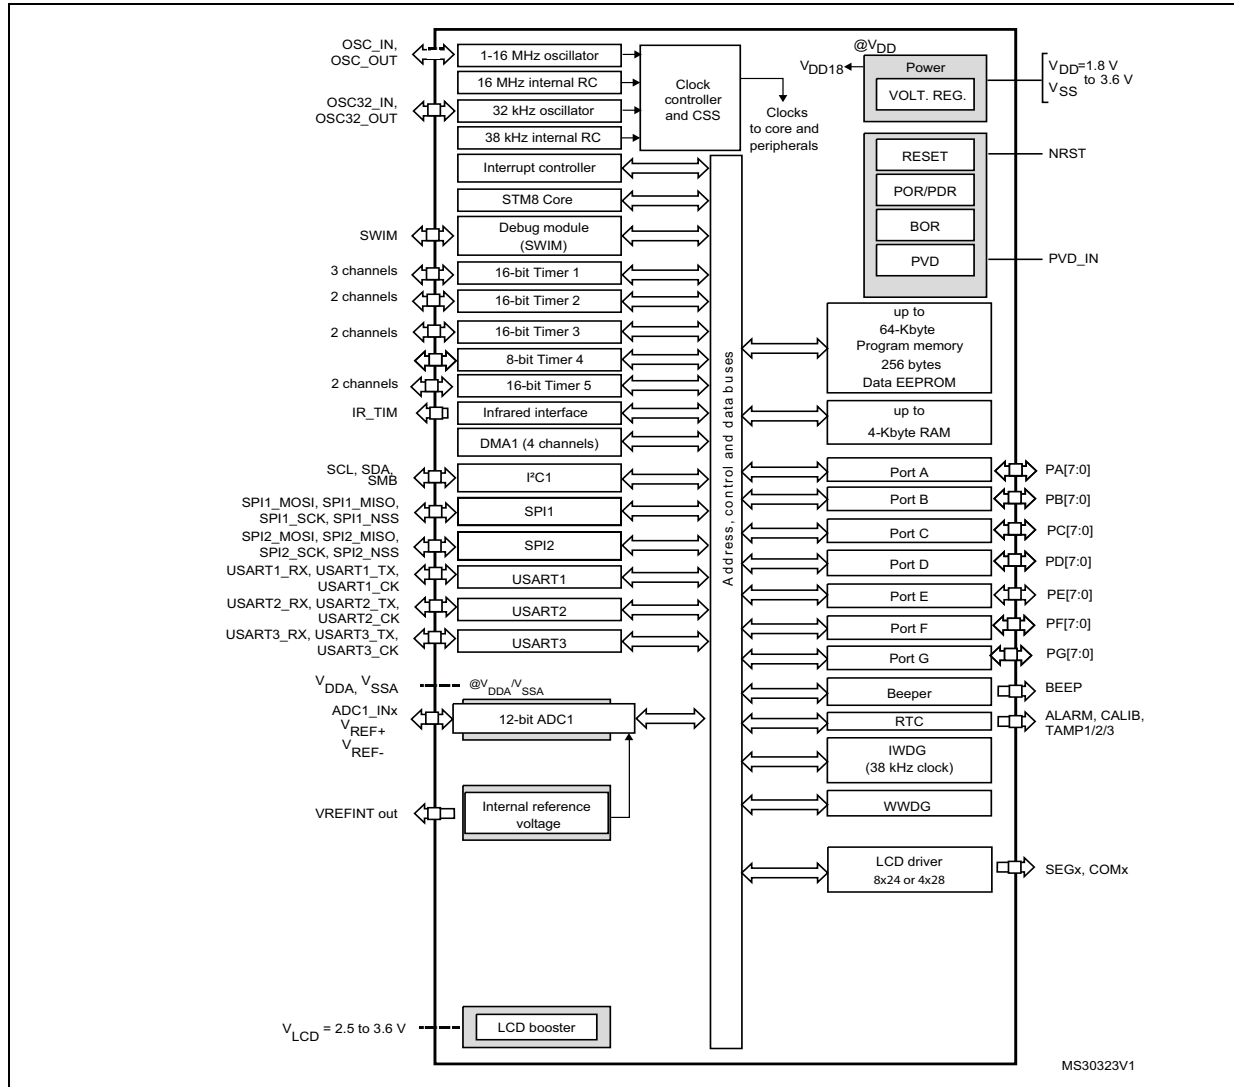 OSC_IN,
OSC_OUT
1-16 MHz oscillator
16 MHz internal RC
OSC32_IN,
OSC32_OUT
32 kHz oscillator
38 kHz internal RC
Clock
controller
and CSS
Clocks
to core and
peripherals
@VDD
VDD18
Power
VOLT. REG.
VDD=1.8 V
to 3.6 V
VSS
RESET
NRST
POR/PDR
BOR
PVD
PVD_IN
Interrupt controller
STM8 Core
SWIM
Debug module
(SWIM)
3 channels
16-bit Timer 1
2 channels
16-bit Timer 2
2 channels
16-bit Timer 3
8-bit Timer 4
2 channels
16-bit Timer 5
IR_TIM
Infrared interface
DMA1 (4 channels)
SCL, SDA,
SMB
I²C1
SPI1_MOSI, SPI1_MISO,
SPI1_SCK, SPI1_NSS
SPI1
SPI2_MOSI, SPI2_MISO,
SPI2_SCK, SPI2_NSS
SPI2
USART1_RX, USART1_TX,
USART1_CK
USART1
USART2_RX, USART2_TX,
USART2_CK
USART2
USART3_RX, USART3_TX,
USART3_CK
USART3
VDDA, VSSA
@VDDA/VSSA
ADC1_INx
VREF+
VREF-
12-bit ADC1
VREFINT out
Internal reference
voltage
VLCD = 2.5 to 3.6 V
LCD booster
Address, control and data buses
up to
64-Kbyte
Program memory
256 bytes
Data EEPROM
up to
4-Kbyte RAM
Port A
PA[7:0]
Port B
PB[7:0]
Port C
PC[7:0]
Port D
PD[7:0]
Port E
PE[7:0]
Port F
PF[7:0]
Port G
PG[7:0]
Beeper
BEEP
RTC
ALARM, CALIB,
TAMP1/2/3
IWDG
(38 kHz clock)
WWDG
LCD driver
8x24 or 4x28
SEGx, COMx
MS30323V1